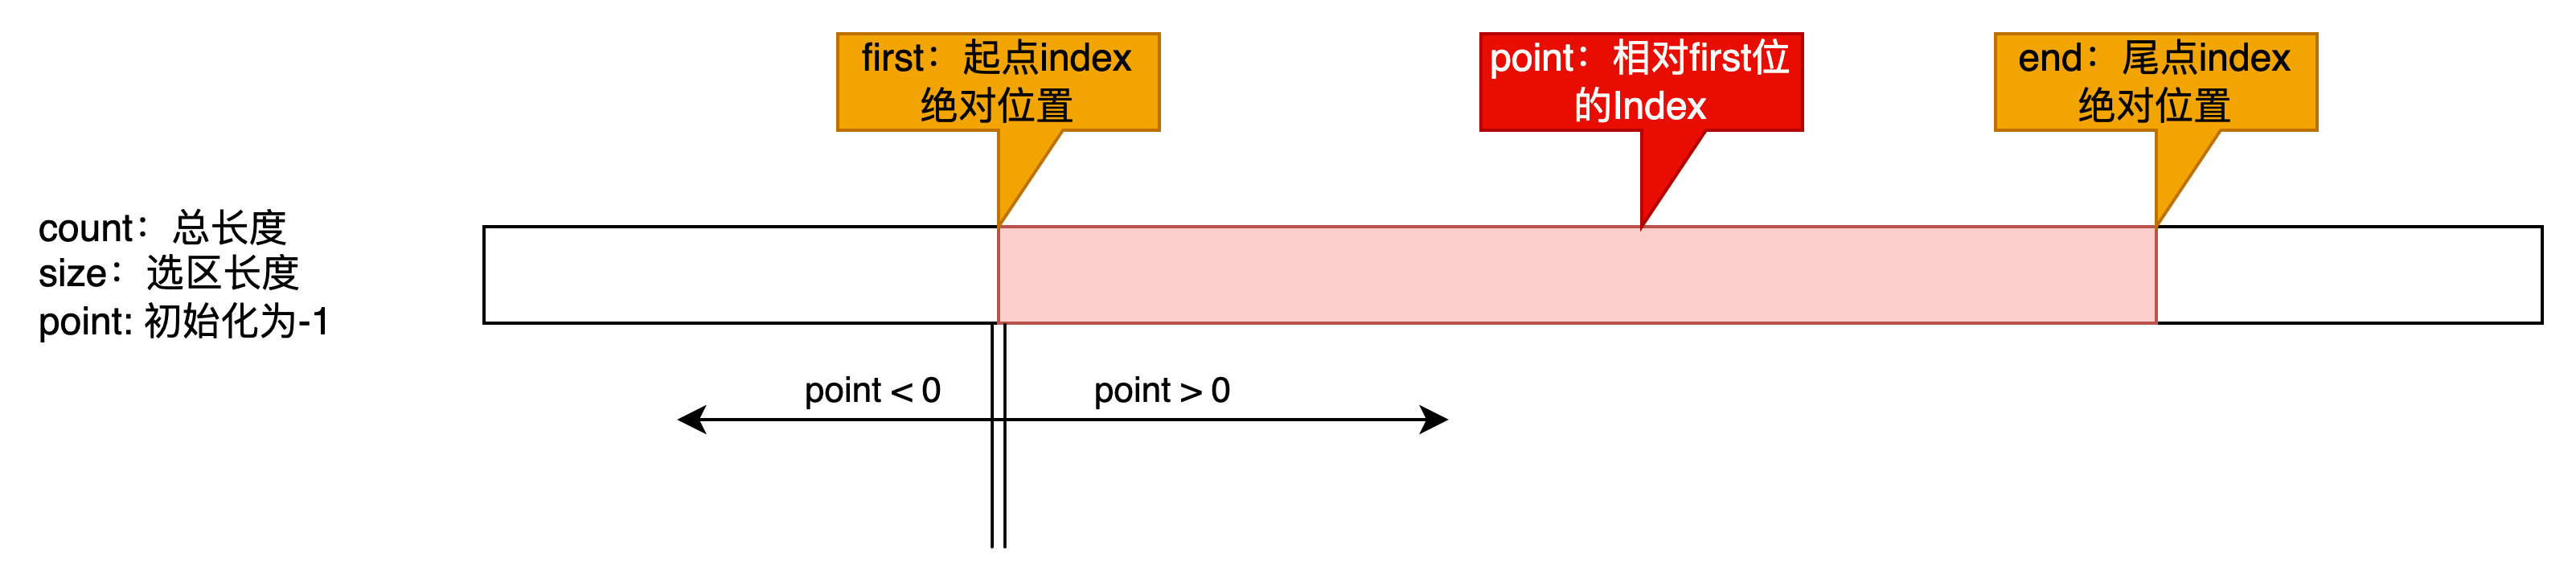 first：起点index
绝对位置
point：相对first位
的Index
end：尾点index
绝对位置
count：总长度
size：选区长度
point: 初始化为-1
point < 0
point > 0